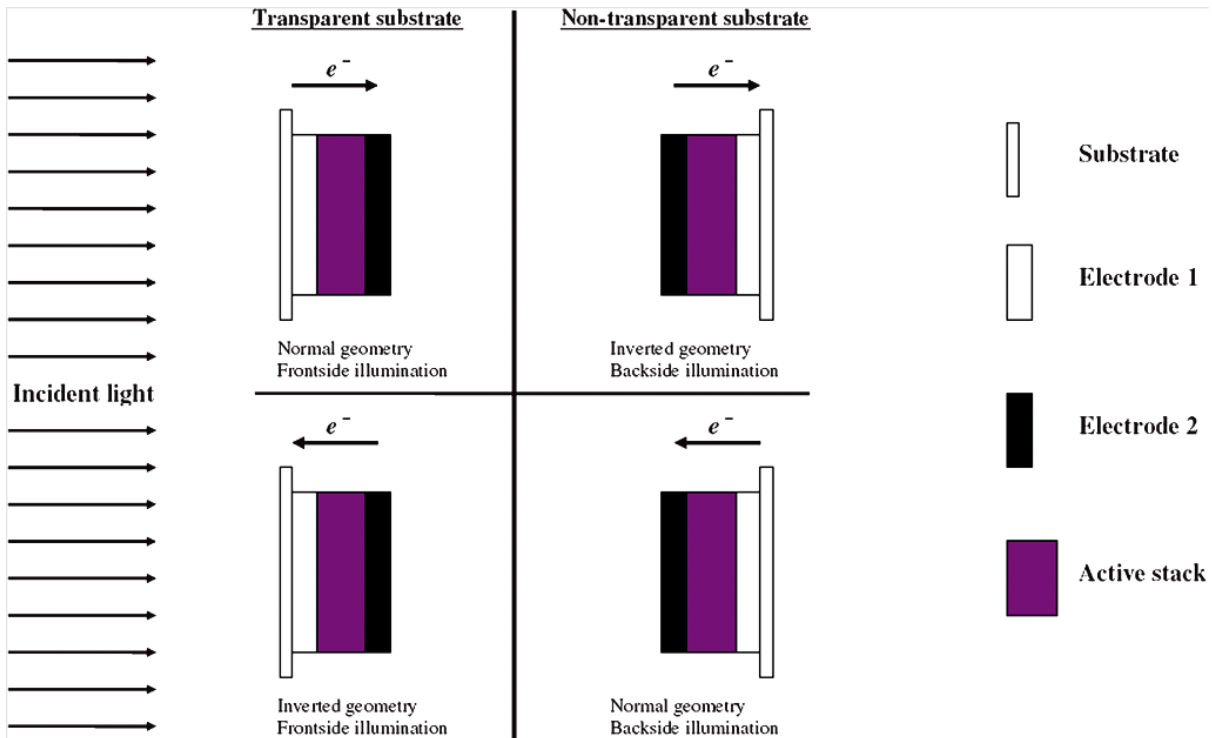 Transparent substrate
Non-transparent substrate
e⁻
e⁻
Normal geometry
Frontside illumination
Inverted geometry
Backside illumination
Incident light
e⁻
e⁻
Inverted geometry
Frontside illumination
Normal geometry
Backside illumination
Substrate
Electrode 1
Electrode 2
Active stack